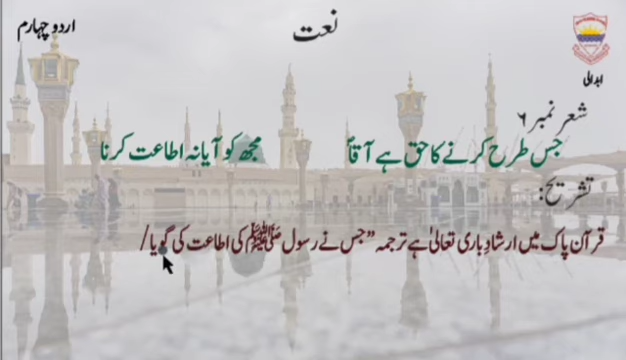 اردو چہارم
نعت
ابدالی
شعر نمبر ۶
جس طرح کرنے کا حق ہے آقاؐ مجھ کو آیا نہ اطاعت کرنا
تشریح:
قرآن پاک میں ارشادِ باری تعالیٰ ہے ترجمہ ”جس نے رسول ﷺ کی اطاعت کی گویا/